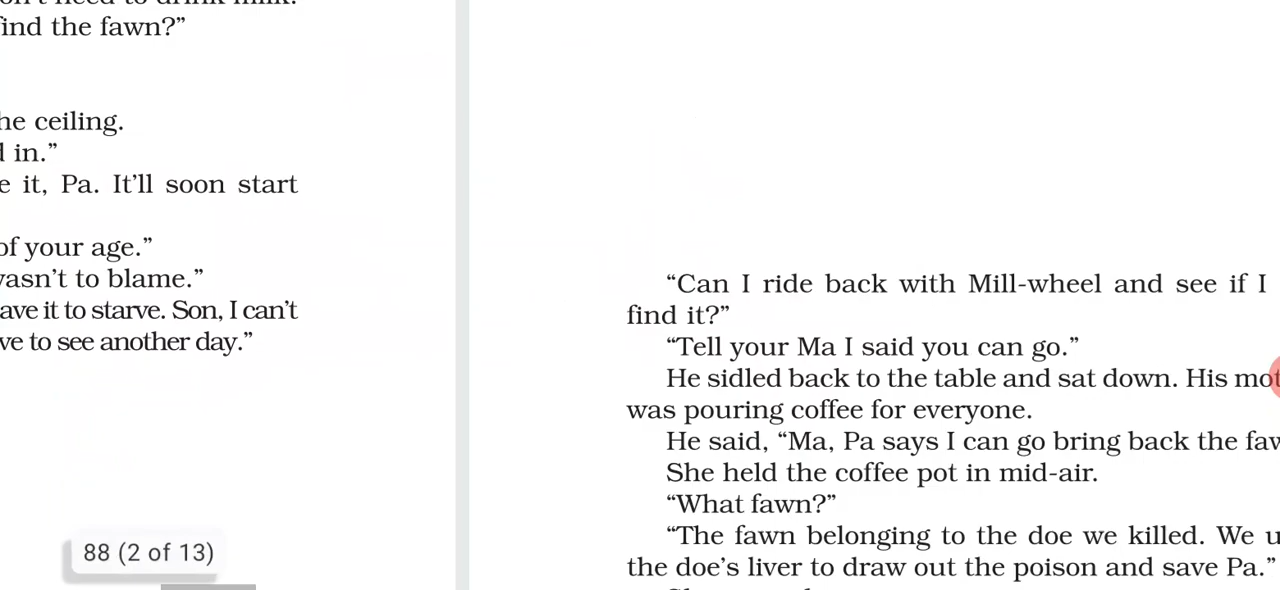 find the fawn?”
he ceiling.
in.”
it, Pa. It’ll soon start
of your age.”
wasn’t to blame.”
it to starve. Son, I can’t
to see another day.”
88 (2 of 13)
“Can I ride back with Mill-wheel and see if I
find it?”
“Tell your Ma I said you can go.”
He sidled back to the table and sat down. His
was pouring coffee for everyone.
He said, “Ma, Pa says I can go bring back the
She held the coffee pot in mid-air.
“What fawn?”
“The fawn belonging to the doe we killed. We
the doe’s liver to draw out the poison and save Pa.”